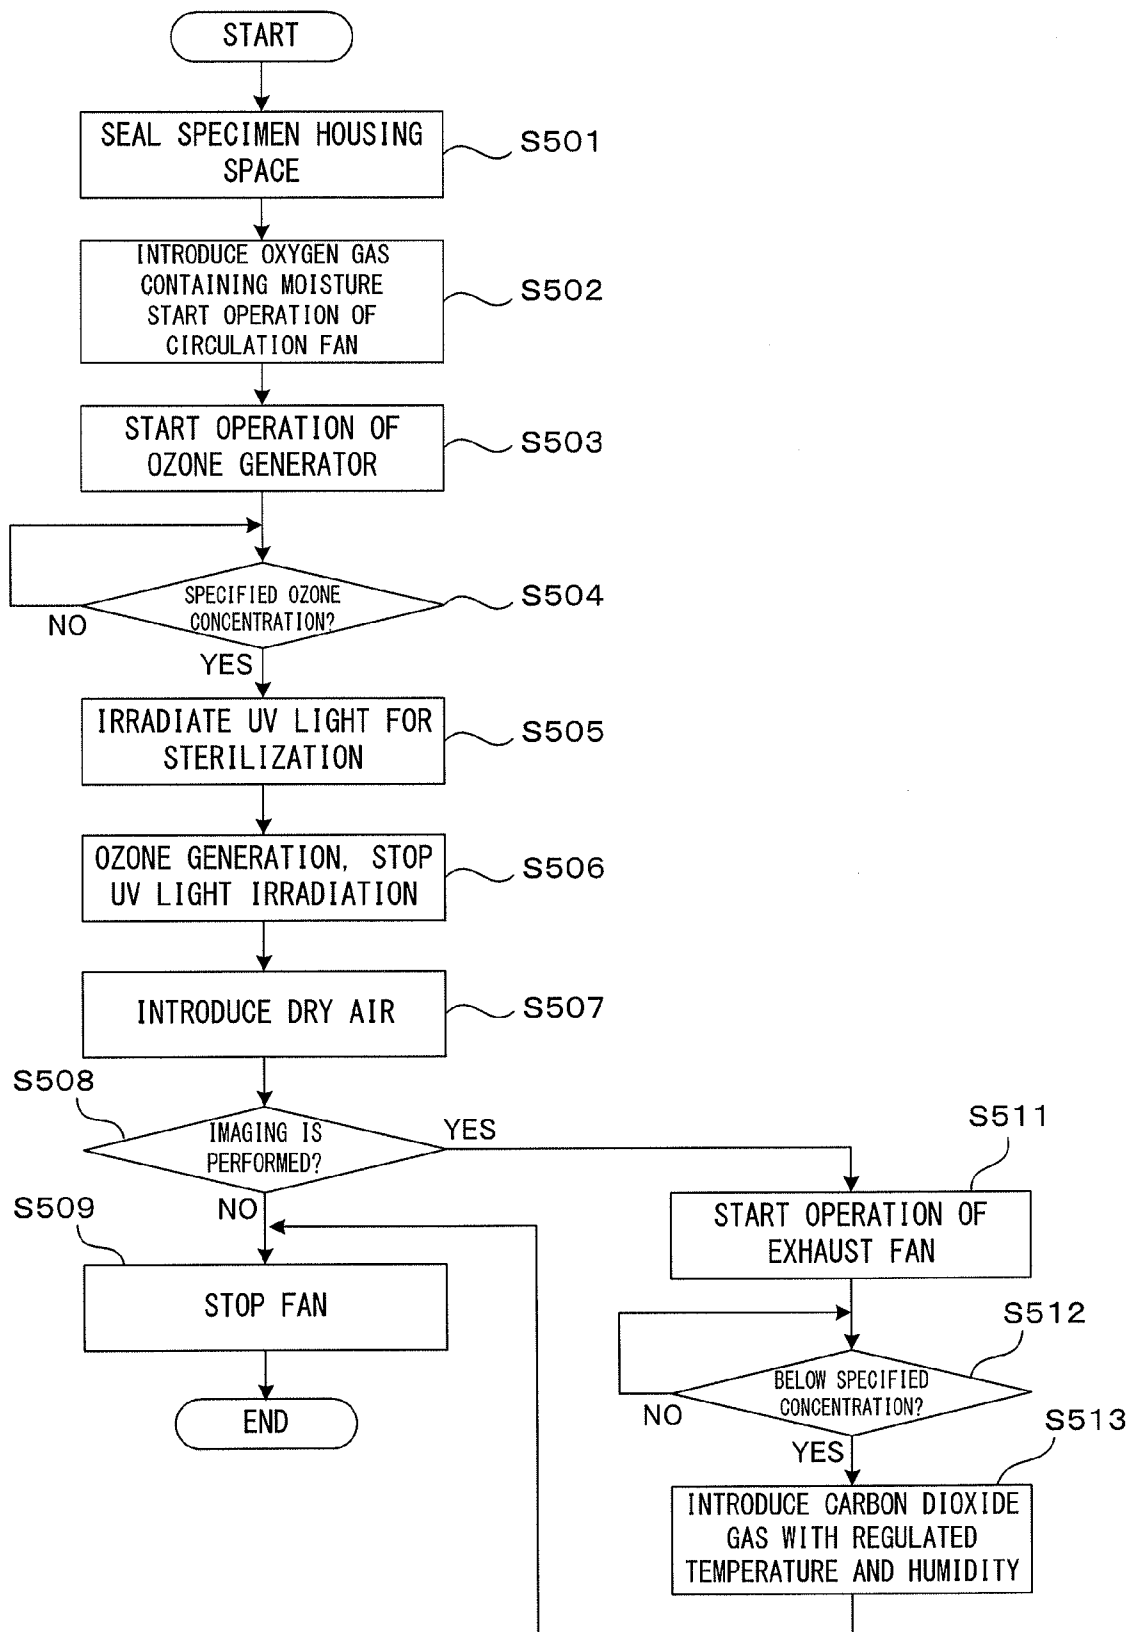 START
SEAL SPECIMEN HOUSING
SPACE
S501
INTRODUCE OXYGEN GAS
CONTAINING MOISTURE
START OPERATION OF
CIRCULATION FAN
S502
START OPERATION OF
OZONE GENERATOR
S503
SPECIFIED OZONE
CONCENTRATION?
S504
NO
YES
IRRADIATE UV LIGHT FOR
STERILIZATION
S505
OZONE GENERATION, STOP
UV LIGHT IRRADIATION
S506
INTRODUCE DRY AIR
S507
S508
IMAGING IS
PERFORMED?
YES
NO
S509
STOP FAN
END
S511
START OPERATION OF
EXHAUST FAN
S512
BELOW SPECIFIED
CONCENTRATION?
NO
YES
S513
INTRODUCE CARBON DIOXIDE
GAS WITH REGULATED
TEMPERATURE AND HUMIDITY